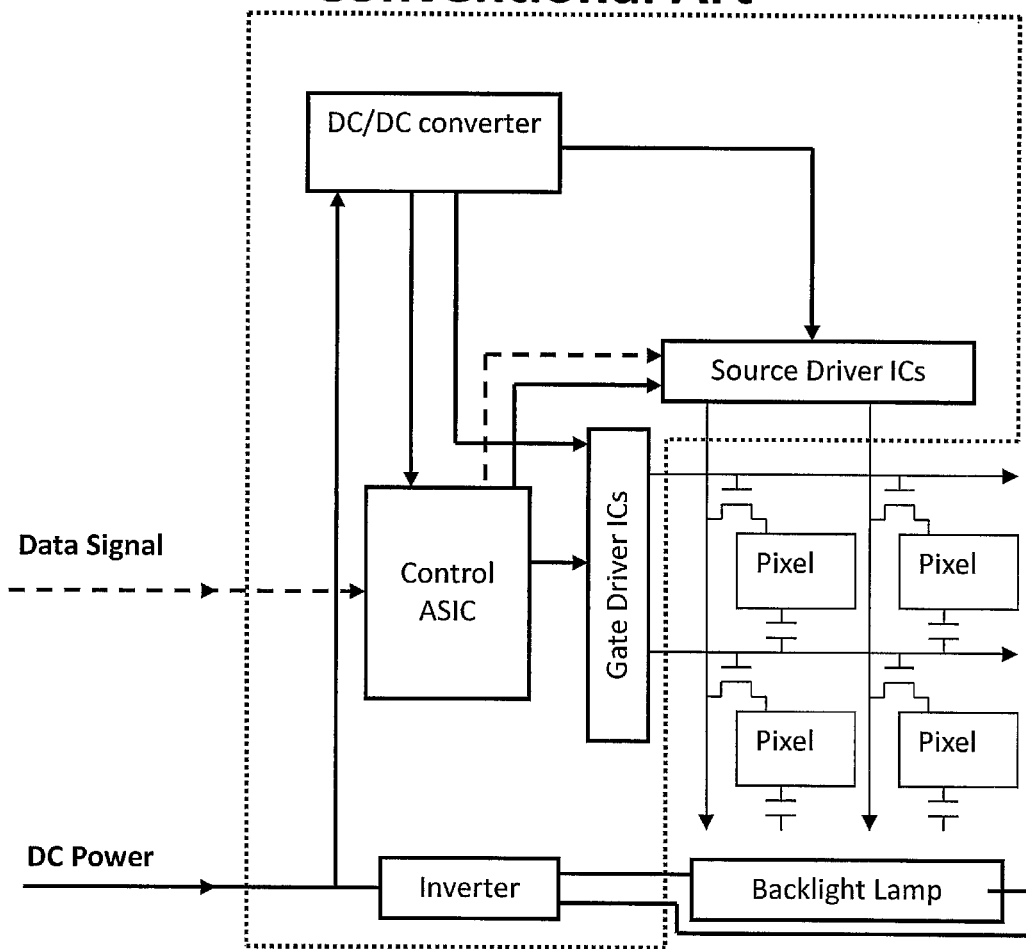 DC/DC converter
Source Driver ICs
Gate Driver ICs
Data Signal
Control
ASIC
Pixel
Pixel
Pixel
Pixel
DC Power
Inverter
Backlight Lamp